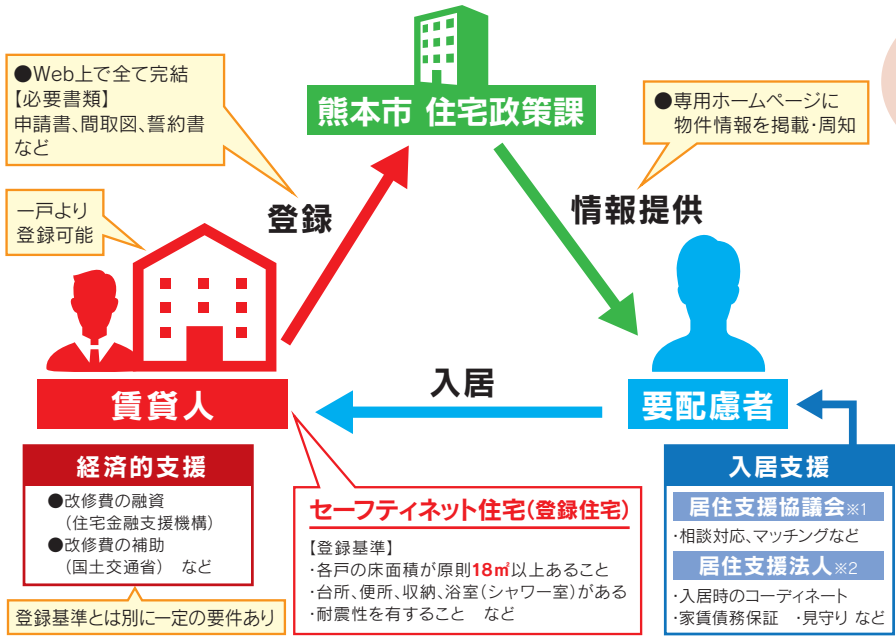 ●Web上で全て完結
【必要書類】
申請書、間取図、誓約書
など
熊本市 住宅政策課
●専用ホームページに
物件情報を掲載・周知
一戸より
登録可能
登録
情報提供
入居
賃貸人
要配慮者
経済的支援
●改修費の融資
（住宅金融支援機構）
●改修費の補助
（国土交通省） など
登録基準とは別に一定の要件あり
セーフティネット住宅（登録住宅）
【登録基準】
・各戸の床面積が原則18㎡以上あること
・台所、便所、収納、浴室（シャワー室）がある
・耐震性を有すること など
入居支援
居住支援協議会※1
・相談対応、マッチングなど
居住支援法人※2
・入居時のコーディネート
・家賃債務保証 ・見守り など